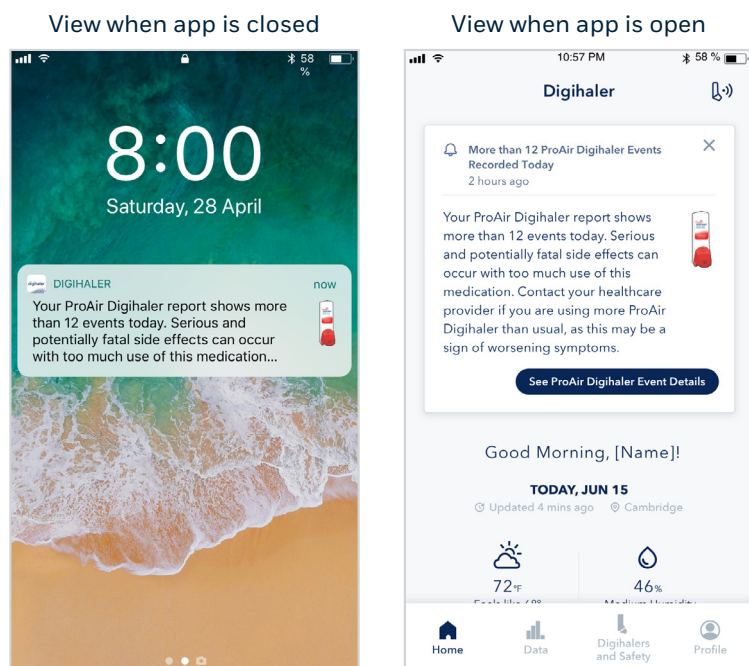 View when app is closed
58
%
8:00
Saturday, 28 April
DIGIHALER
now
Your ProAir Digihaler report shows more
than 12 events today. Serious and
potentially fatal side effects can occur
with too much use of this medication...
View when app is open
10:57 PM
58 %
Digihaler
More than 12 ProAir Digihaler Events
Recorded Today
2 hours ago
Your ProAir Digihaler report shows
more than 12 events today. Serious
and potentially fatal side effects can
occur with too much use of this
medication. Contact your healthcare
provider if you are using more ProAir
Digihaler than usual, as this may be a
sign of worsening symptoms.
See ProAir Digihaler Event Details
Good Morning, [Name]!
TODAY, JUN 15
Updated 4 mins ago
Cambridge
72°F
46%
Feels like
Medium Humidity
Home
Data
Digihalers
and Safety
Profile